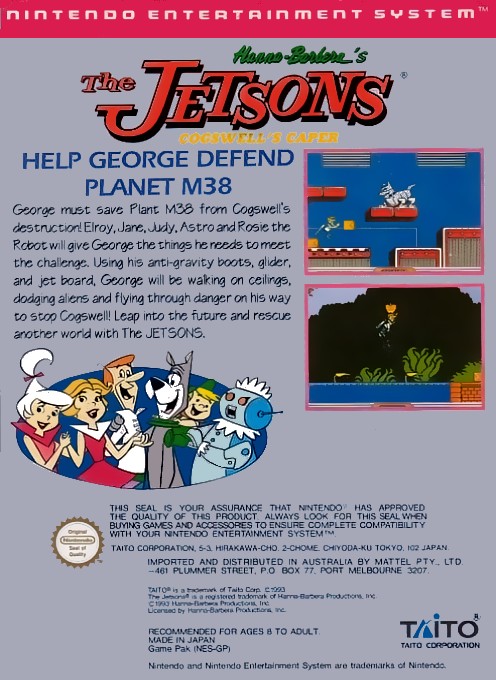 NINTENDO ENTERTAINMENT SYSTEM™
Hanna-Barbera's
The JETSONS®
COGSWELL'S CAPER
HELP GEORGE DEFEND
PLANET M38
George must save Plant M38 from Cogswell's
destruction! Elroy, Jane, Judy, Astro and Rosie the
Robot will give George the things he needs to meet
the challenge. Using his anti-gravity boots, glider,
and jet board, George will be walking on ceilings,
dodging aliens and flying through danger on his way
to stop Cogswell! Leap into the future and rescue
another world with The JETSONS.
THIS SEAL IS YOUR ASSURANCE THAT NINTENDO® HAS APPROVED
THE QUALITY OF THIS PRODUCT. ALWAYS LOOK FOR THIS SEAL WHEN
BUYING GAMES AND ACCESSORIES TO ENSURE COMPLETE COMPATIBILITY
WITH YOUR NINTENDO ENTERTAINMENT SYSTEM™
Original
Nintendo
Seal of
Quality
TAITO CORPORATION, 5-3, HIRAKAWA-CHO, 2-CHOME, CHIYODA-KU TOKYO, 102 JAPAN.
IMPORTED AND DISTRIBUTED IN AUSTRALIA BY MATTEL PTY., LTD.
-461 PLUMMER STREET, P.O BOX 77, PORT MELBOURNE 3207.
TAITO® is a trademark of Taito Corp. ©1993
The Jetsons® is a registered trademark of Hanna-Barbera Productions, Inc.
©1993 Hanna-Barbera Productions, Inc.
Licensed by Hanna-Barbera Productions, Inc.
RECOMMENDED FOR AGES 8 TO ADULT.
MADE IN JAPAN
Game Pak (NES-GP)
TAITO®
TAITO CORPORATION
Nintendo and Nintendo Entertainment System are trademarks of Nintendo.